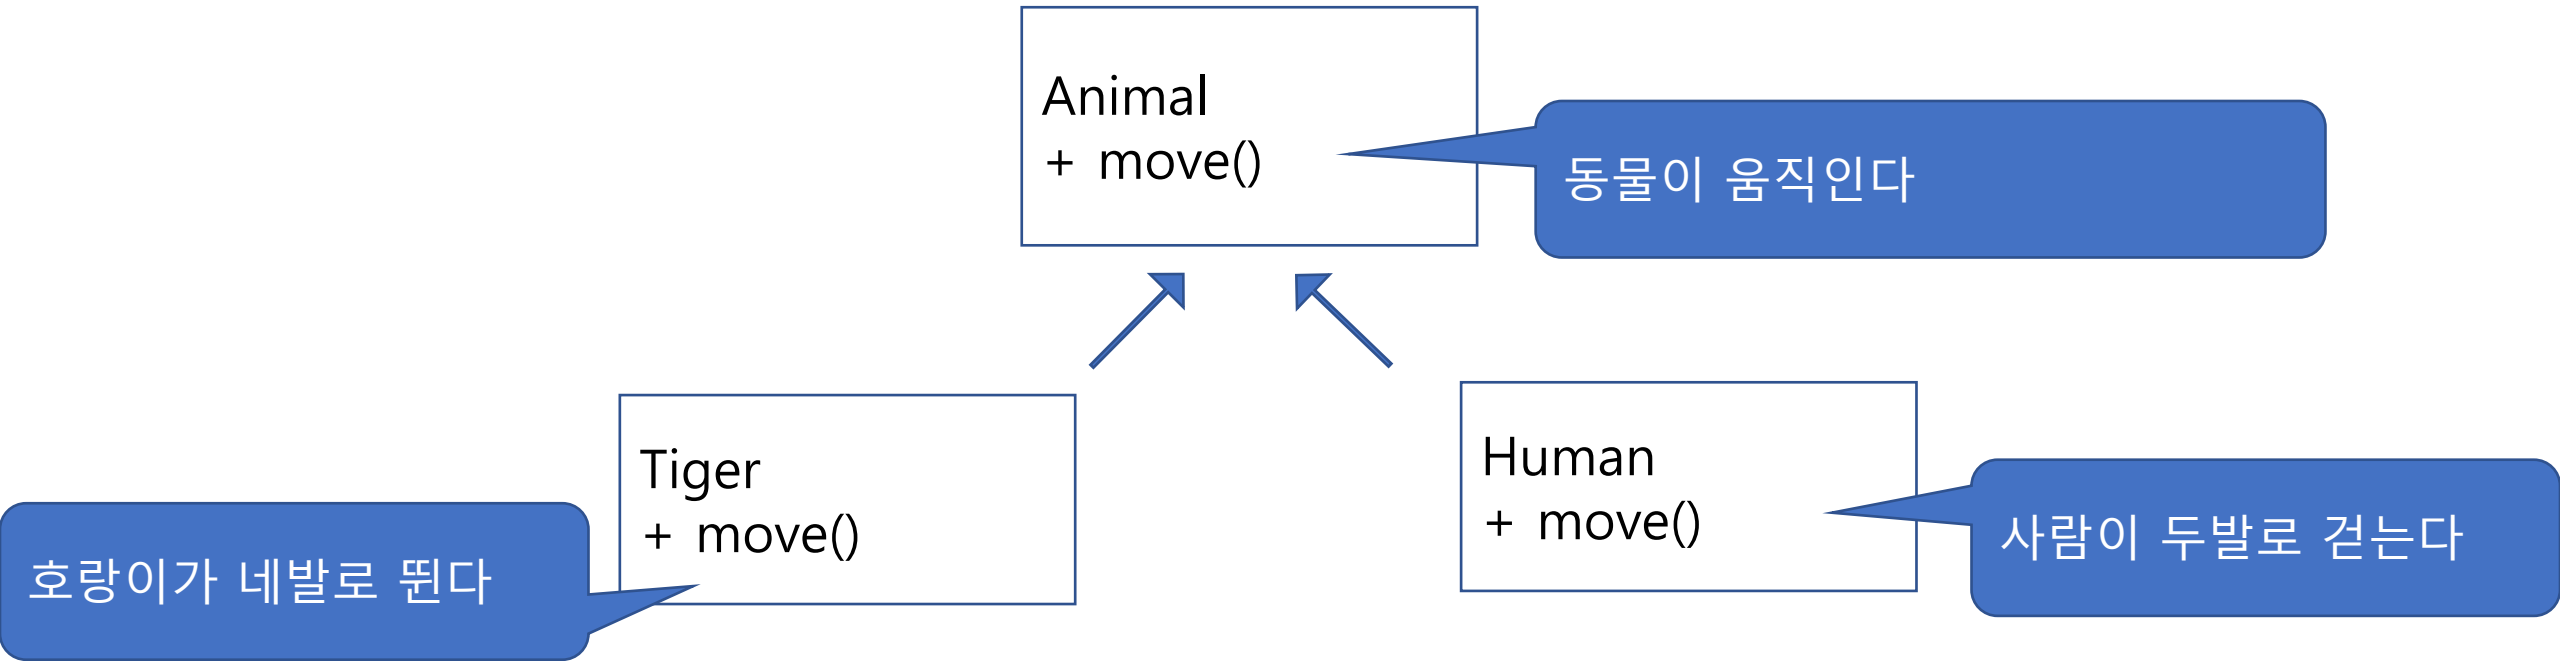 Animal
+ move()
동물이 움직인다
Tiger
+ move()
호랑이가 네발로 뛴다
Human
+ move()
사람이 두발로 걷는다